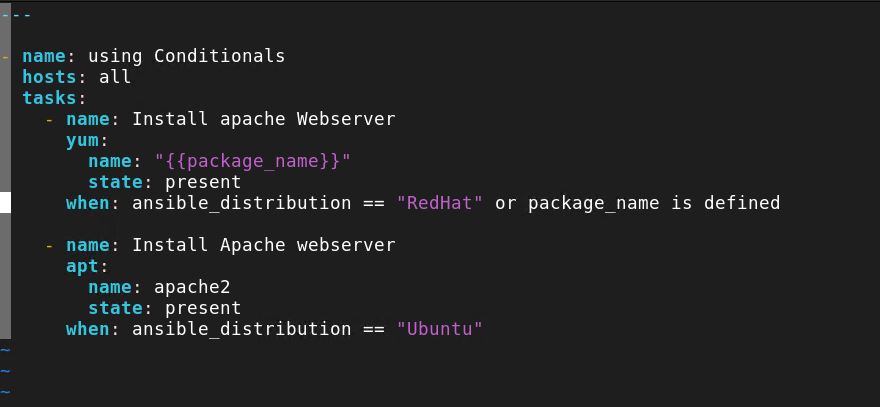 ---
- name: using Conditionals
  hosts: all
  tasks:
    - name: Install apache Webserver
      yum:
        name: "{{package_name}}"
        state: present
      when: ansible_distribution == "RedHat" or package_name is defined
    - name: Install Apache webserver
      apt:
        name: apache2
        state: present
      when: ansible_distribution == "Ubuntu"
~
~
~